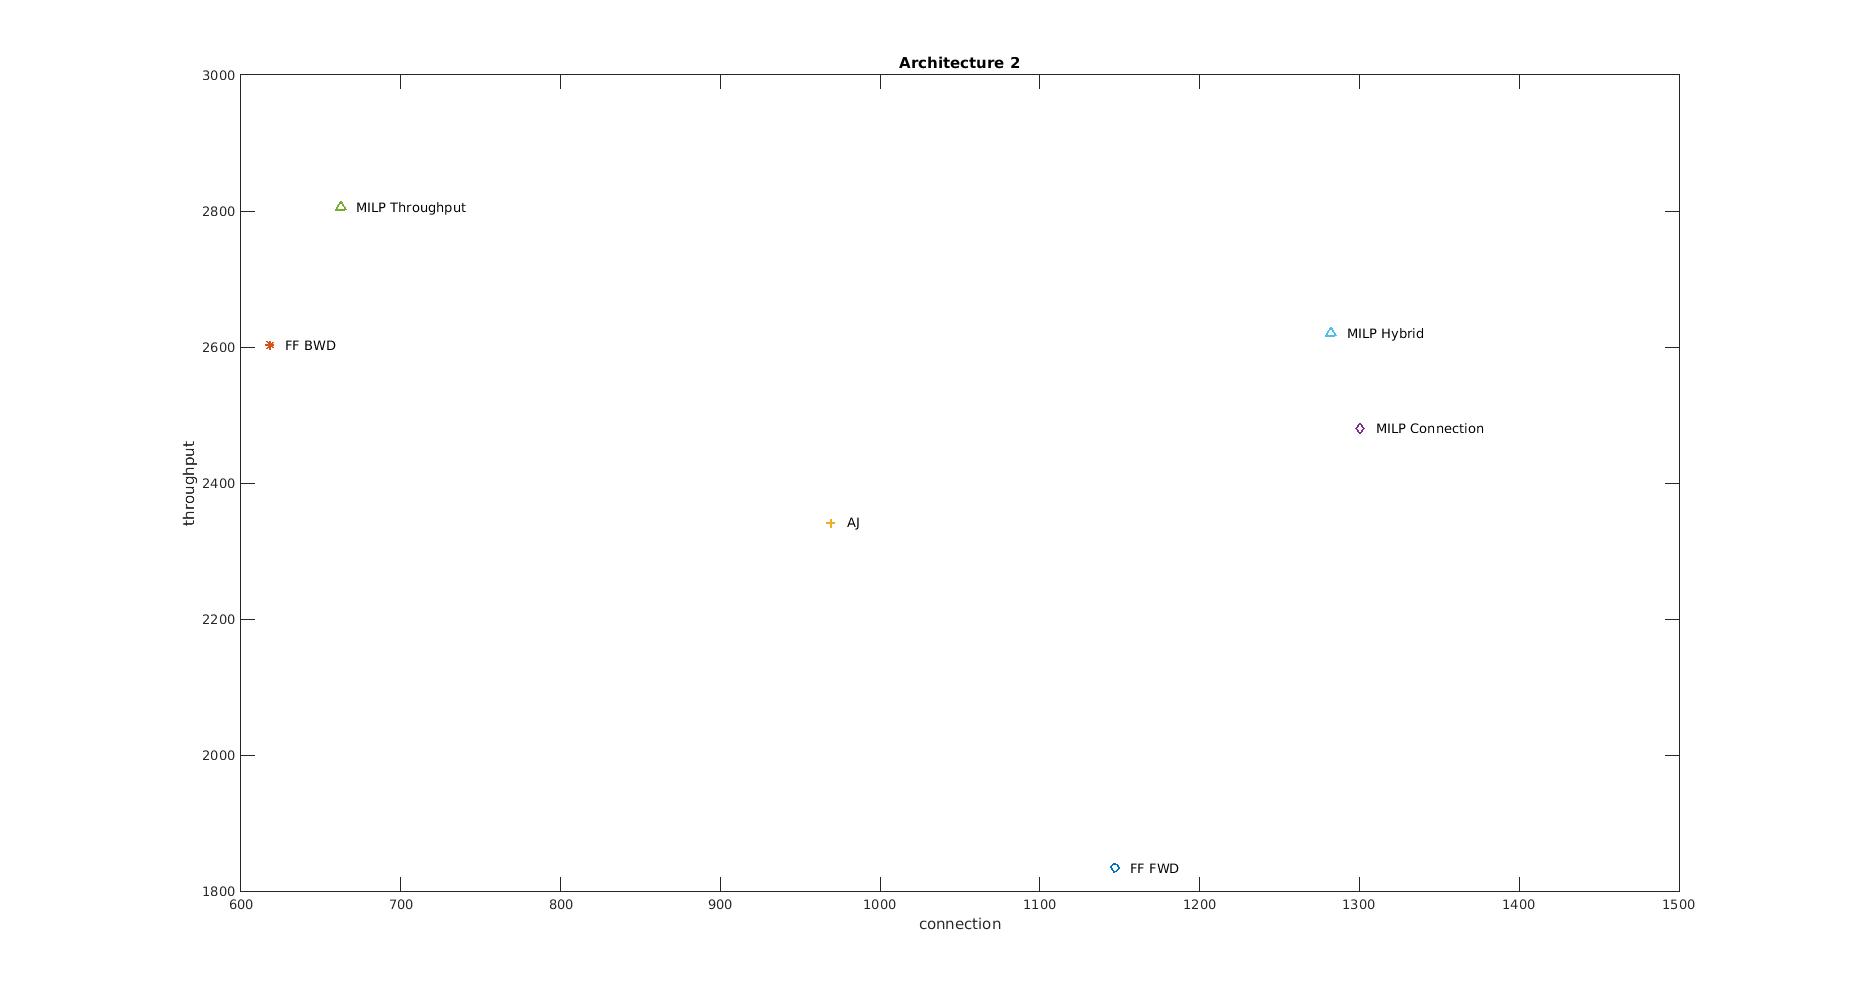 Architecture 2
3000
2800
2600
2400
2200
2000
1800
throughput
MILP Throughput
FF BWD
MILP Hybrid
MILP Connection
AJ
FF FWD
600 700 800 900 1000 1100 1200 1300 1400 1500
connection